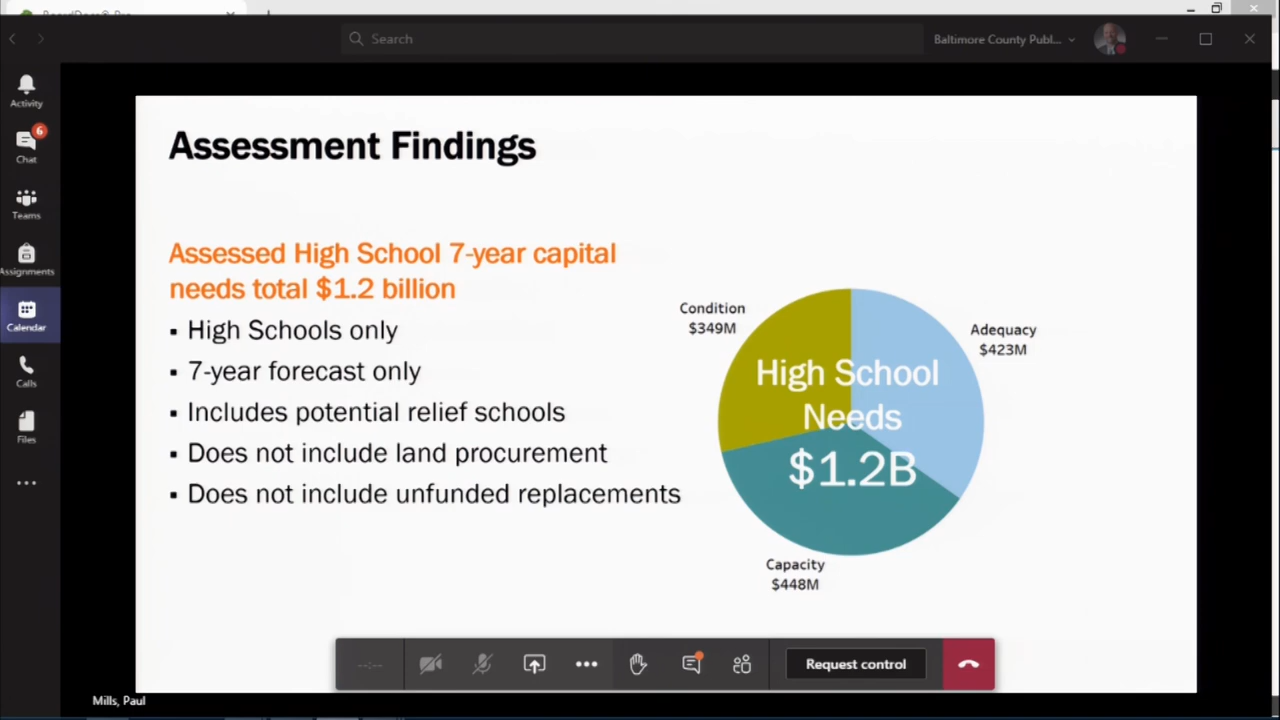 Search
Baltimore County Publ...
Activity
6
Chat
Teams
Assignments
Calendar
Calls
Files
Assessment Findings
Assessed High School 7-year capital
needs total $1.2 billion
▪ High Schools only
▪ 7-year forecast only
▪ Includes potential relief schools
▪ Does not include land procurement
▪ Does not include unfunded replacements
Condition
$349M
Adequacy
$423M
High School
Needs
$1.2B
Capacity
$448M
--:--
Request control
Mills, Paul